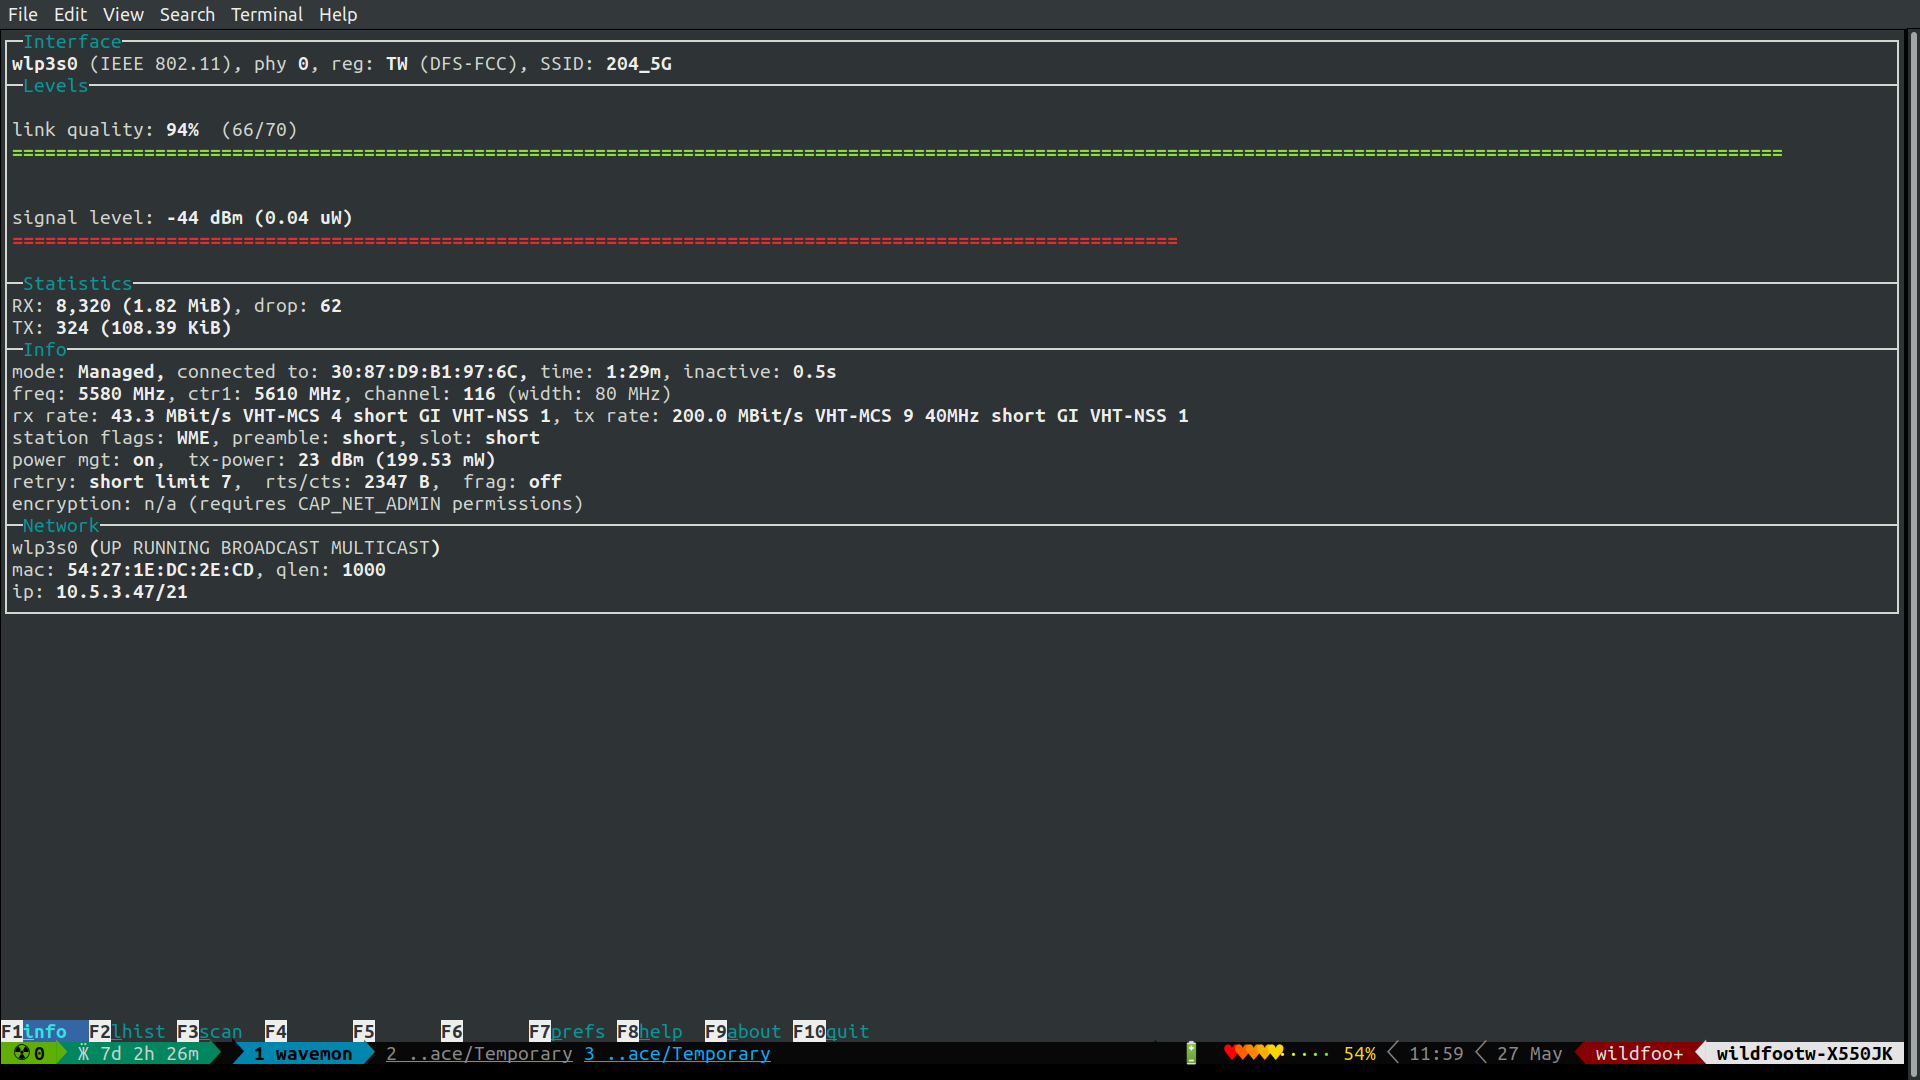 File Edit View Search Terminal Help
Interface
wlp3s0 (IEEE 802.11), phy 0, reg: TW (DFS-FCC), SSID: 204_5G
Levels
link quality: 94%  (66/70)
signal level: -44 dBm (0.04 uW)
Statistics
RX: 8,320 (1.82 MiB), drop: 62
TX: 324 (108.39 KiB)
Info
mode: Managed, connected to: 30:87:D9:B1:97:6C, time: 1:29m, inactive: 0.5s
freq: 5580 MHz, ctr1: 5610 MHz, channel: 116 (width: 80 MHz)
rx rate: 43.3 MBit/s VHT-MCS 4 short GI VHT-NSS 1, tx rate: 200.0 MBit/s VHT-MCS 9 40MHz short GI VHT-NSS 1
station flags: WME, preamble: short, slot: short
power mgt: on,  tx-power: 23 dBm (199.53 mW)
retry: short limit 7,  rts/cts: 2347 B,  frag: off
encryption: n/a (requires CAP_NET_ADMIN permissions)
Network
wlp3s0 (UP RUNNING BROADCAST MULTICAST)
mac: 54:27:1E:DC:2E:CD, qlen: 1000
ip: 10.5.3.47/21
F1info F2lhist F3scan F4 F5 F6 F7prefs F8help F9about F10quit
☢0 Ӝ 7d 2h 26m 1 wavemon 2 ..ace/Temporary 3 ..ace/Temporary ♥♥♥♥♥····· 54% 11:59 27 May wildfoo+ wildfootw-X550JK